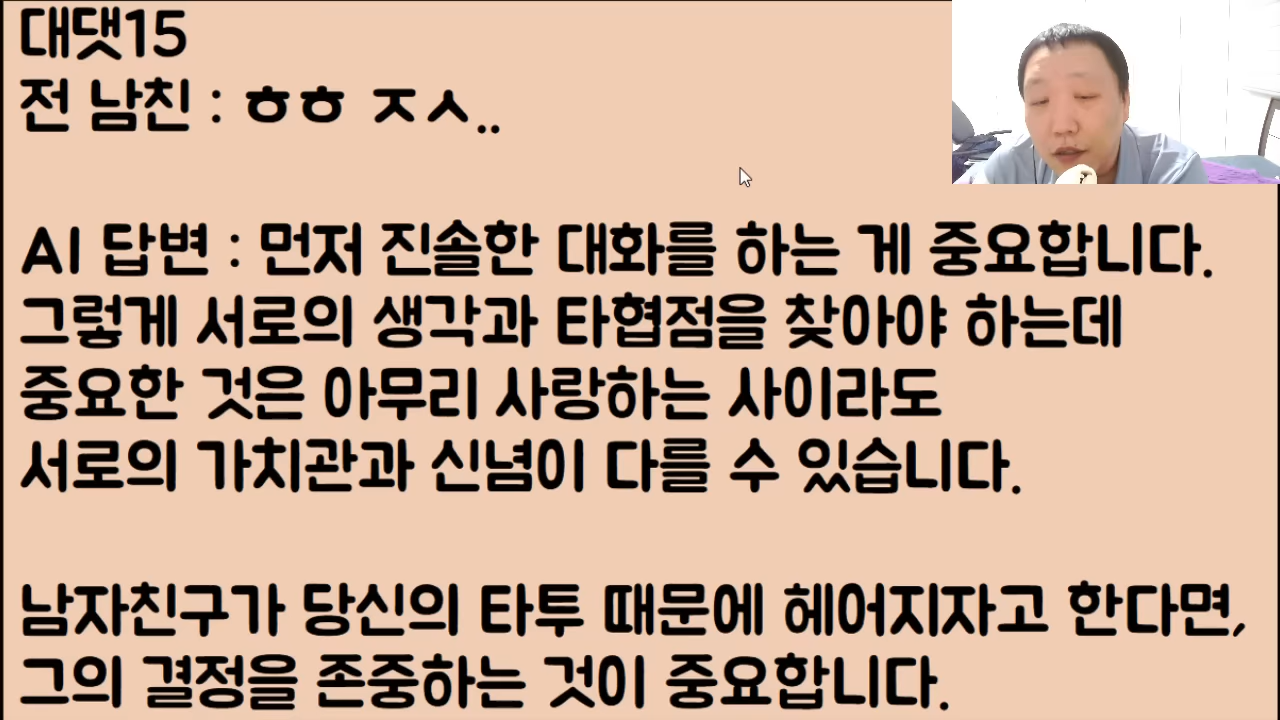 대댓15
전 남친 : ㅎㅎ ㅈㅅ..
AI 답변 : 먼저 진솔한 대화를 하는 게 중요합니다.
그렇게 서로의 생각과 타협점을 찾아야 하는데
중요한 것은 아무리 사랑하는 사이라도
서로의 가치관과 신념이 다를 수 있습니다.
남자친구가 당신의 타투 때문에 헤어지자고 한다면,
그의 결정을 존중하는 것이 중요합니다.